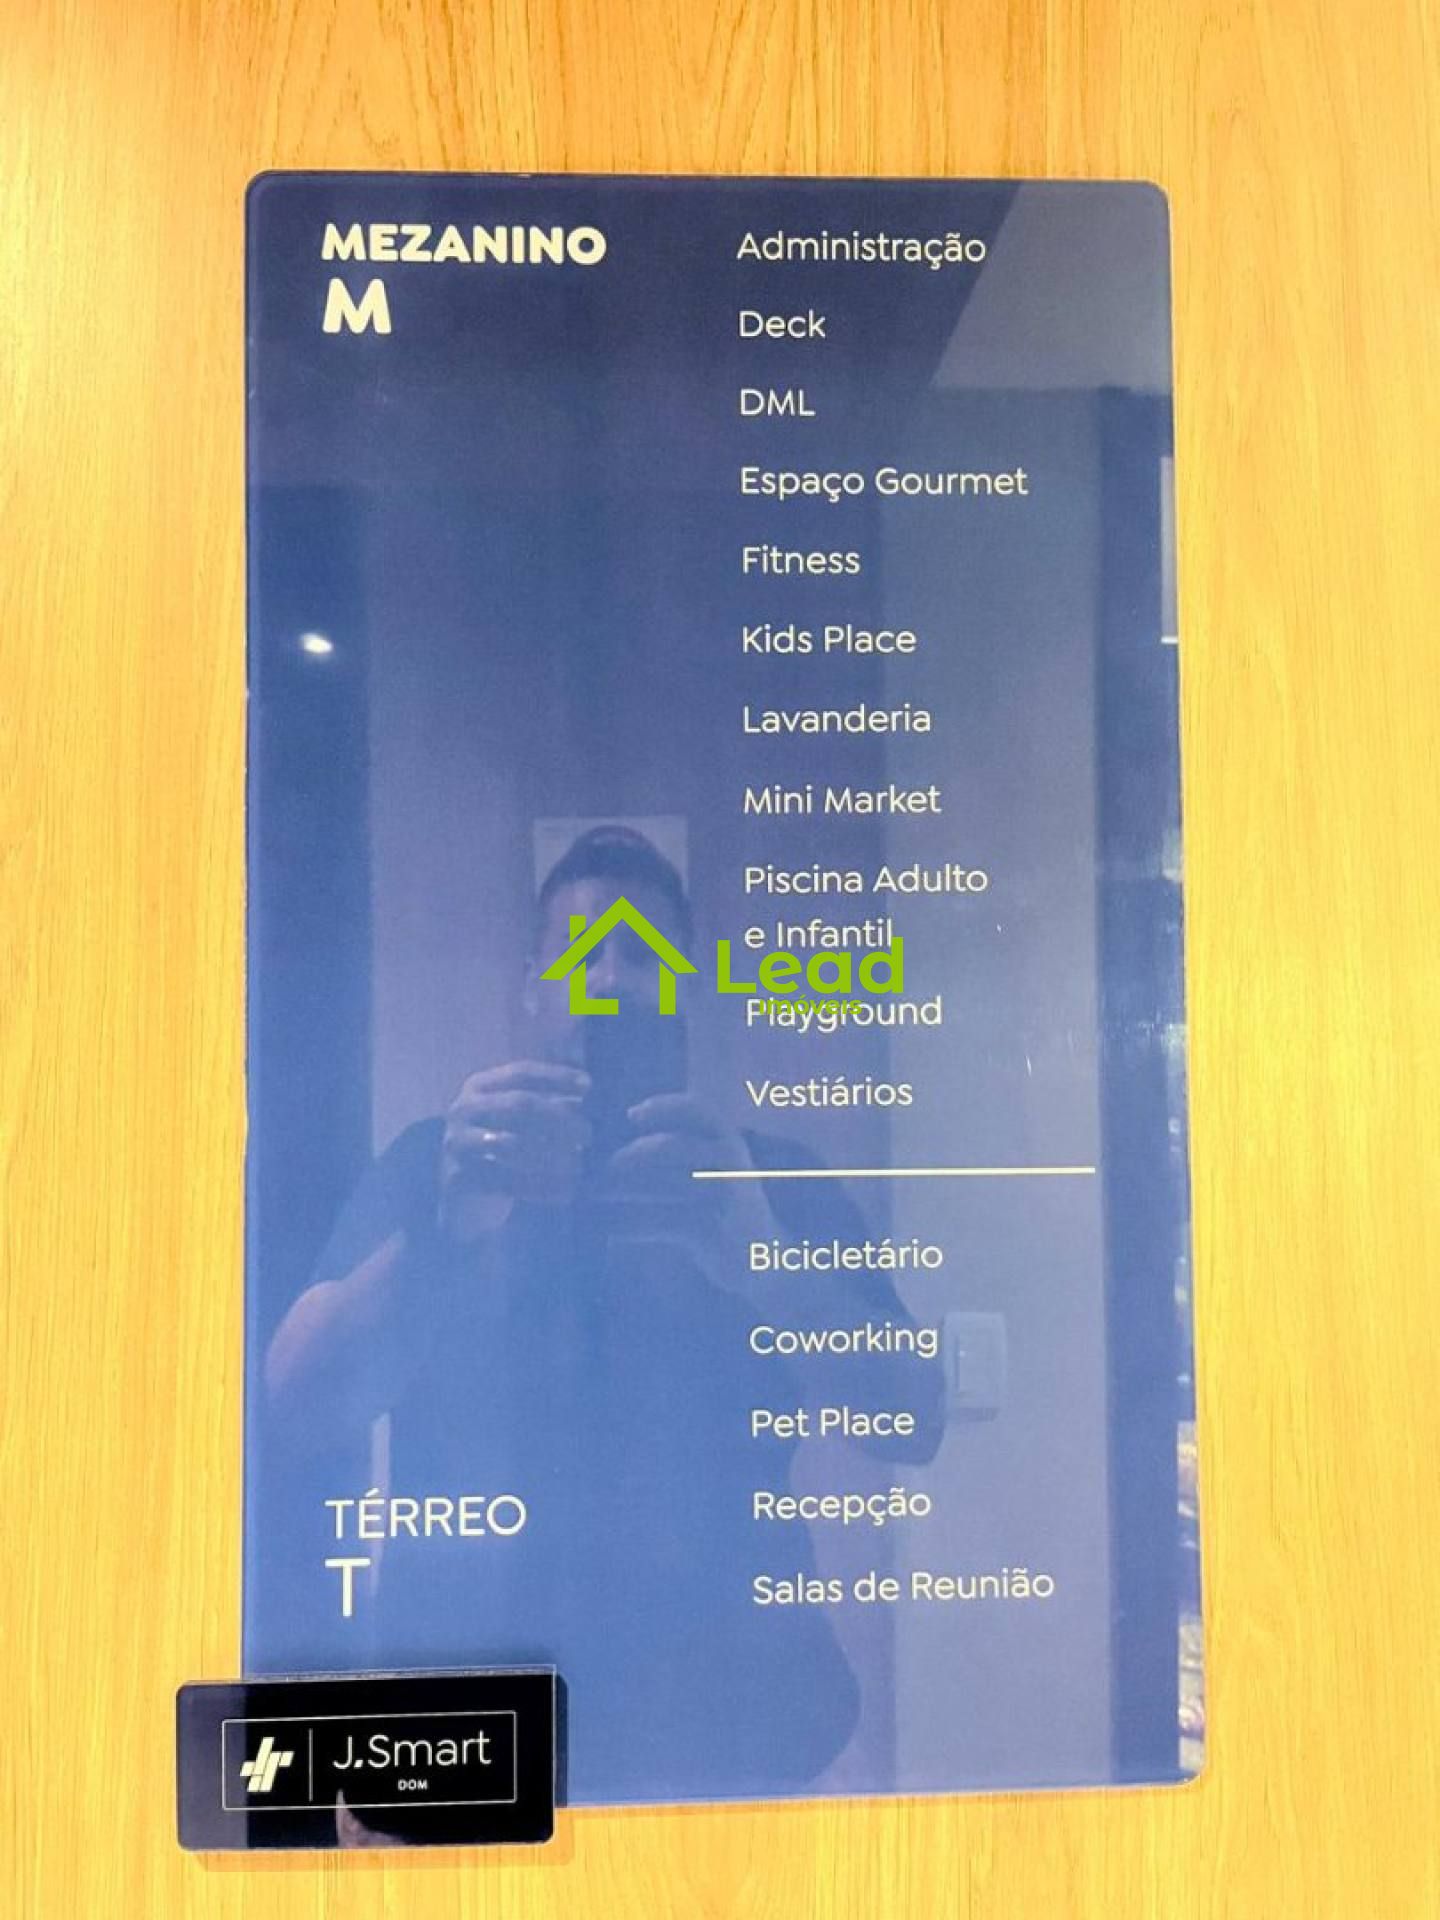 MEZANINO
M
Administração
Deck
DML
Espaço Gourmet
Fitness
Kids Place
Lavanderia
Mini Market
Piscina Adulto
e Infantil
Lead
imóveis
Playground
Vestiários
Bicicletário
Coworking
Pet Place
Recepção
Salas de Reunião
TÉRREO
T
J.Smart
DOM